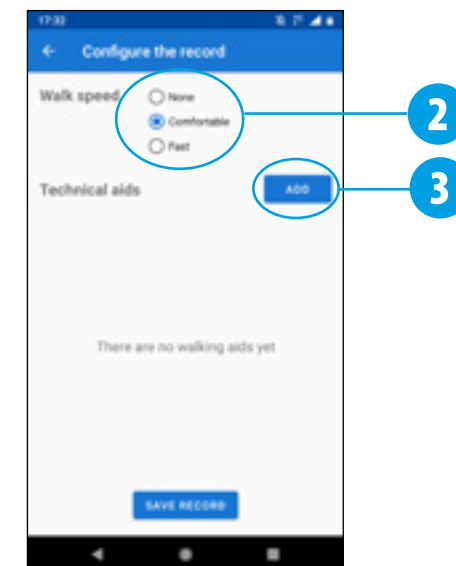 17:33
Configure the record
Walk speed
None
Comfortable
Fast
2
Technical aids
ADD
3
There are no walking aids yet
SAVE RECORD